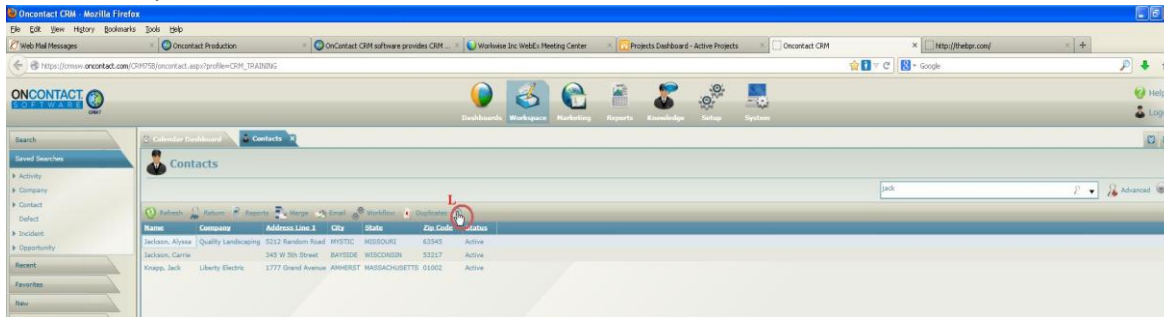 Oncontact CRM - Mozilla Firefox
File Edit View History Bookmarks Tools Help
Web Mail Messages × Oncontact Production × OnContact CRM software provides CRM ... × Workwise Inc WebEx Meeting Center × Projects Dashboard - Active Projects × Oncontact CRM × http://thebpr.com/ × +
https://crmsw.oncontact.com/CRM75B/oncontact.aspx?profile=CRM_TRAINING Google
ONCONTACT
SOFTWARE
CRM7
Dashboards Workspace Marketing Reports Knowledge Setup System
Help
Search
Calendar Dashboard Contacts ×
Saved Searches
Contacts
Activity
Company
jack Advanced
Contact
L
Defect
Refresh Return Reports Merge Email Workflow Duplicates
Incident
Name Company Address Line 1 City State Zip Code Status
Opportunity
Jackson, Alyssa Quality Landscaping 5212 Random Road MYSTIC MISSOURI 63545 Active
Jackson, Carrie 345 W 5th Street BAYSIDE WISCONSIN 53217 Active
Recent
Knapp, Jack Liberty Electric 1777 Grand Avenue AMHERST MASSACHUSETTS 01002 Active
Favorites
New